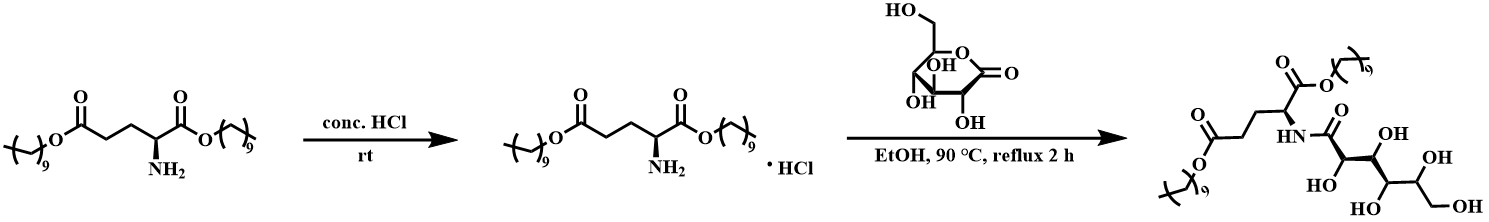 O
O
O
O
( )9
( )9
NH2
conc. HCl
rt
O
O
O
O
( )9
( )9
NH2
· HCl
HO
O
OH
O
OH
OH
EtOH, 90 °C, reflux 2 h
O
O
( )9
O
O
( )9
HN
O
OH
OH
HO
HO
OH